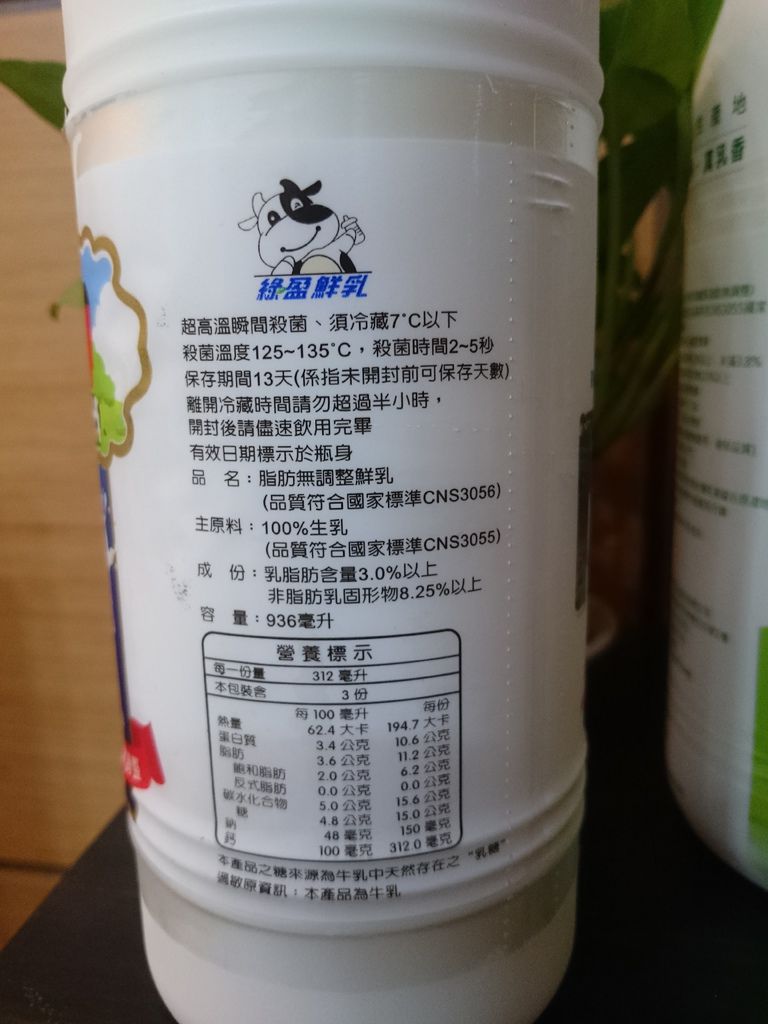 綠盈鮮乳
超高溫瞬間殺菌、須冷藏7°C以下
殺菌溫度125~135°C，殺菌時間2~5秒
保存期間13天(係指未開封前可保存天數)
離開冷藏時間請勿超過半小時，
開封後請儘速飲用完畢
有效日期標示於瓶身
品 名：脂肪無調整鮮乳
(品質符合國家標準CNS3056)
主原料：100%生乳
(品質符合國家標準CNS3055)
成 份：乳脂肪含量3.0%以上
非脂肪乳固形物8.25%以上
容 量：936毫升
營養標示
每一份量 312 毫升
本包裝含 3 份
每 100 毫升 每份
熱量 62.4 大卡 194.7 大卡
蛋白質 3.4 公克 10.6 公克
脂肪 3.6 公克 11.2 公克
飽和脂肪 2.0 公克 6.2 公克
反式脂肪 0.0 公克 0.0 公克
碳水化合物 5.0 公克 15.6 公克
糖 4.8 公克 15.0 公克
鈉 48 毫克 150 毫克
鈣 100 毫克 312.0 毫克
本產品之糖來源為牛乳中天然存在之“乳糖”
過敏原資訊：本產品為牛乳
產地
乳香